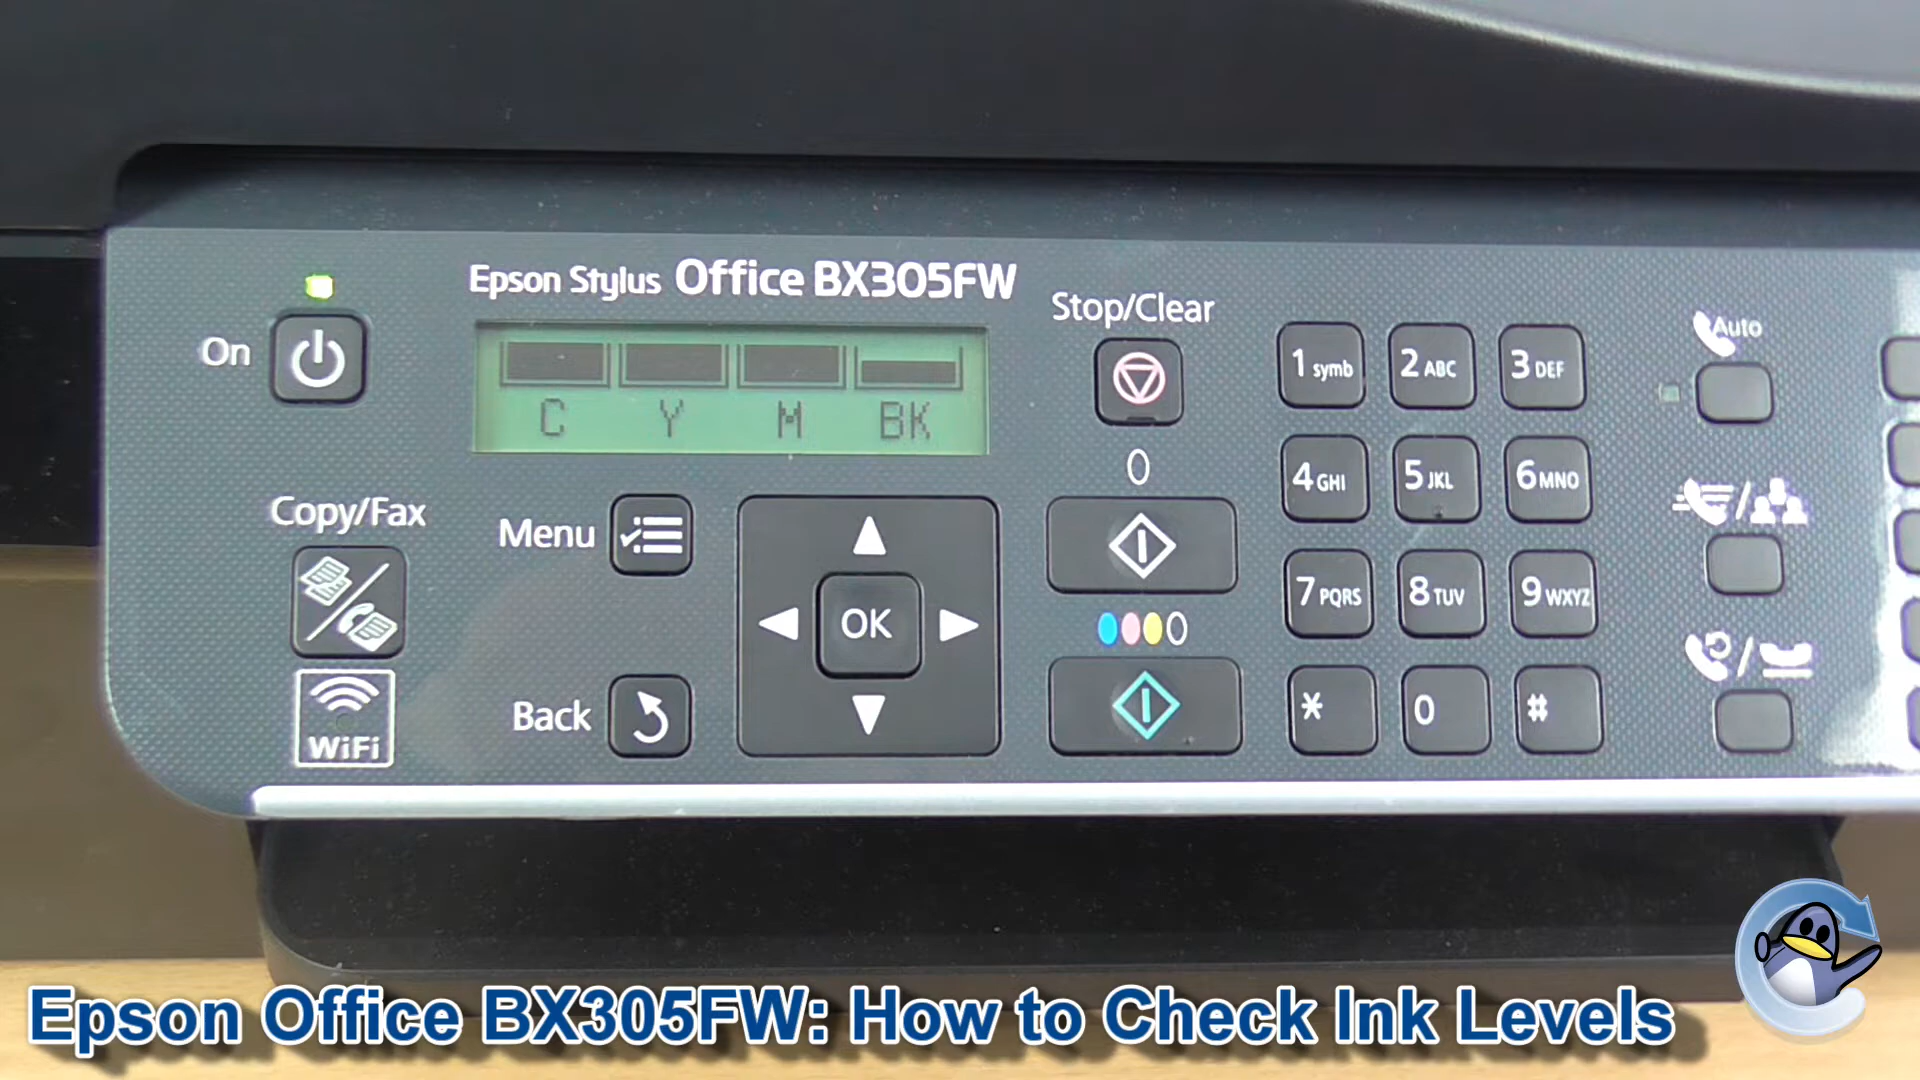 Epson Stylus Office BX305FW
Stop/Clear
On
C Y M BK
Copy/Fax
Menu
OK
Back
WiFi
1 symb 2 ABC 3 DEF
4 GHI 5 JKL 6 MNO
7 PQRS 8 TUV 9 WXYZ
* 0 #
Auto
Epson Office BX305FW: How to Check Ink Levels